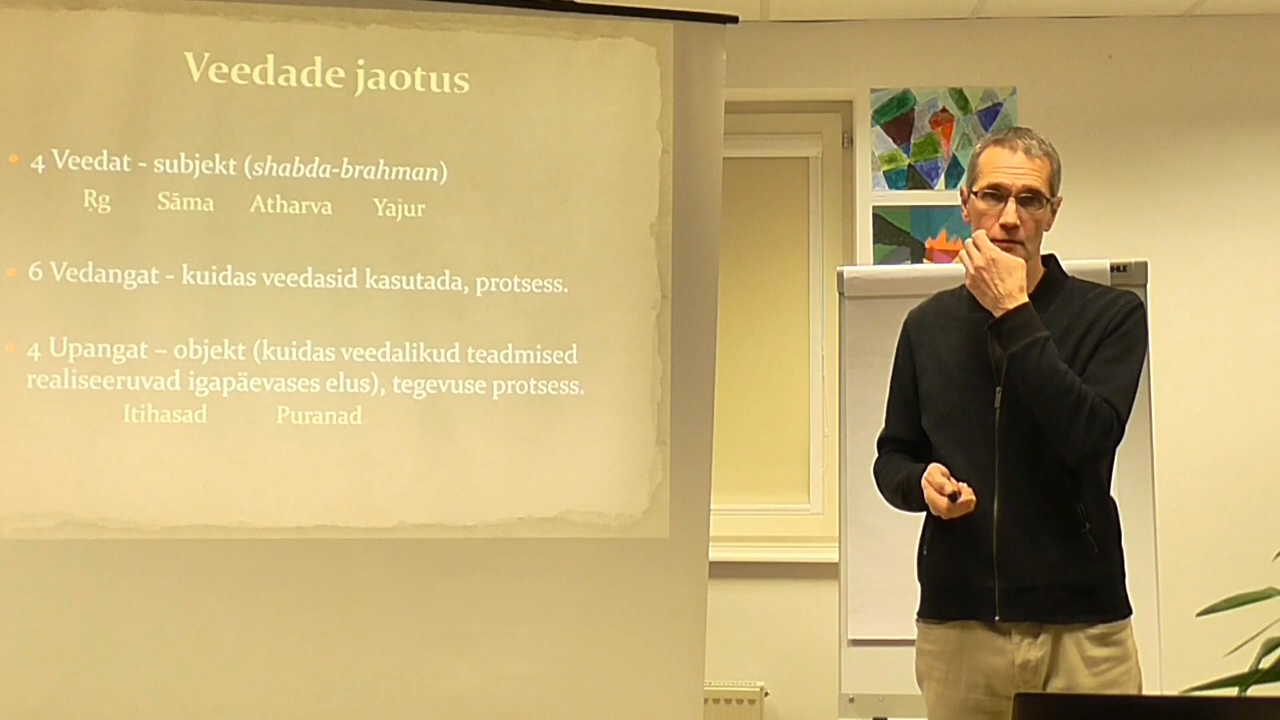 Veedade jaotus
4 Veedat - subjekt (shabda-brahman)
Ṛg Sāma Atharva Yajur
6 Vedangat - kuidas veedasid kasutada, protsess.
4 Upangat – objekt (kuidas veedalikud teadmised
realiseeruvad igapäevases elus), tegevuse protsess.
Itihasad Puranad